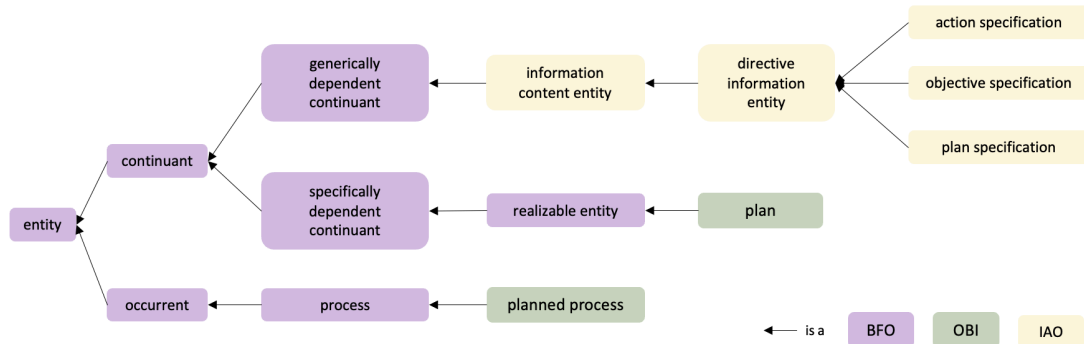 action specification
generically
dependent
continuant
information
content entity
directive
information
entity
objective specification
plan specification
continuant
specifically
dependent
continuant
realizable entity
plan
entity
occurrent
process
planned process
is a
BFO
OBI
IAO